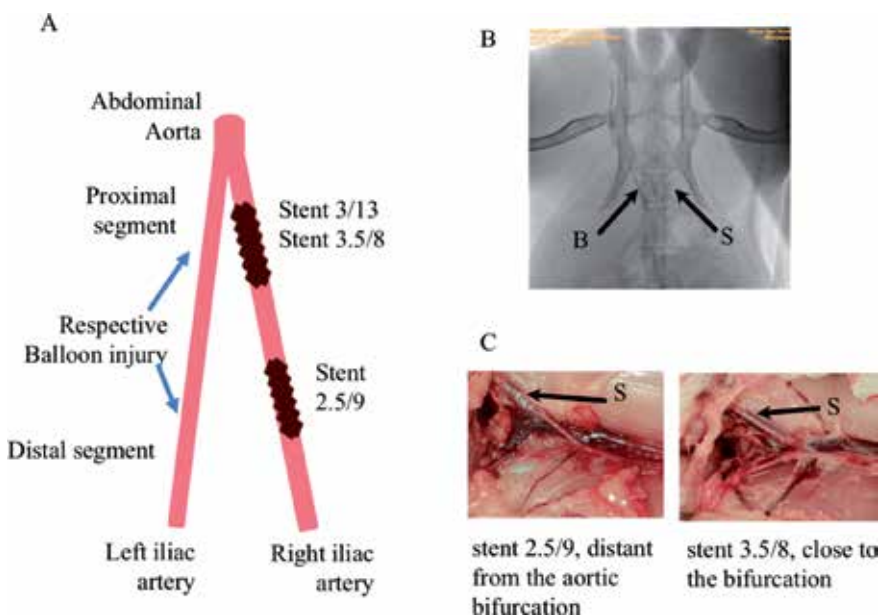 A
Abdominal
Aorta
Proximal
segment
Stent 3/13
Stent 3.5/8
Respective
Balloon injury
Stent
2.5/9
Distal segment
Left iliac
artery
Right iliac
artery
B
B
S
C
S
S
stent 2.5/9, distant
from the aortic
bifurcation
stent 3.5/8, close to
the bifurcation